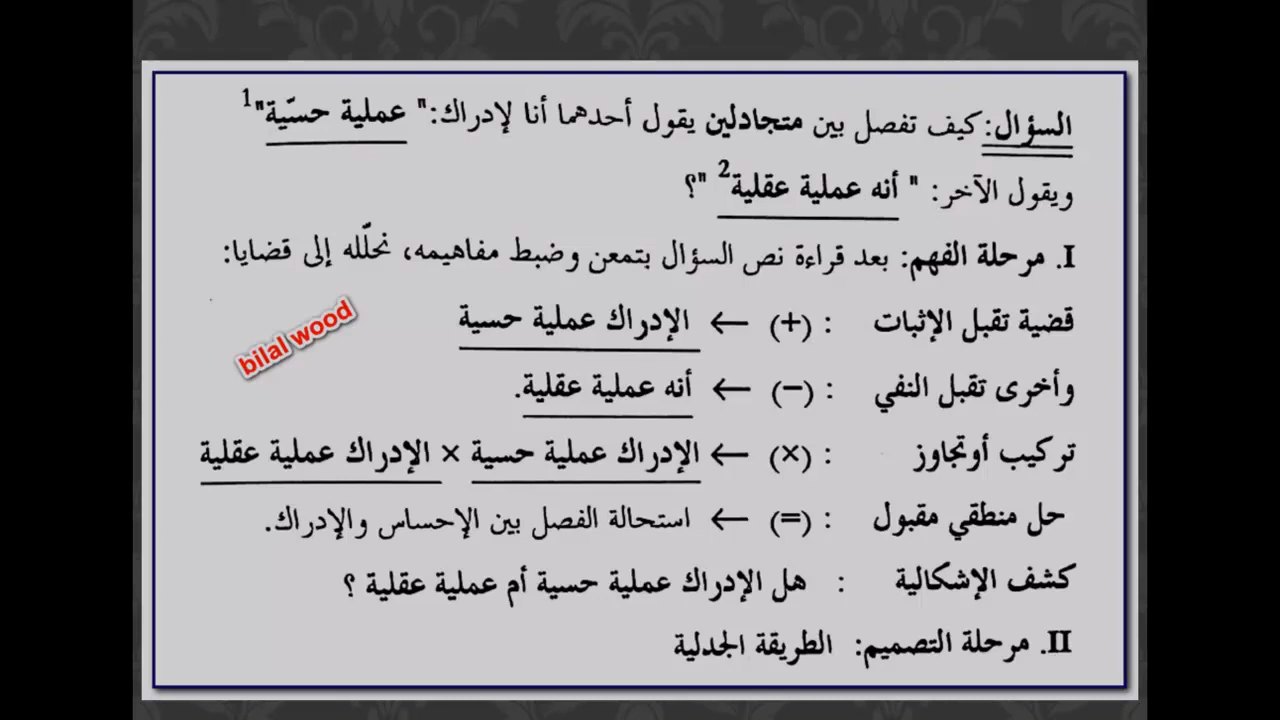 السؤال: كيف تفصل بين متجادلين يقول أحدهما أنا لإدراك:" عملية حسّية"1
ويقول الآخر: " أنه عملية عقلية2 "؟
I. مرحلة الفهم: بعد قراءة نص السؤال بتمعن وضبط مفاهيمه، نحلّله إلى قضايا:
قضية تقبل الإثبات : (+) ← الإدراك عملية حسية
وأخرى تقبل النفي : (−) ← أنه عملية عقلية.
تركيب أوتجاوز : (×) ← الإدراك عملية حسية × الإدراك عملية عقلية
حل منطقي مقبول : (=) ← استحالة الفصل بين الإحساس والإدراك.
كشف الإشكالية : هل الإدراك عملية حسية أم عملية عقلية ؟
II. مرحلة التصميم: الطريقة الجدلية
bilal wood